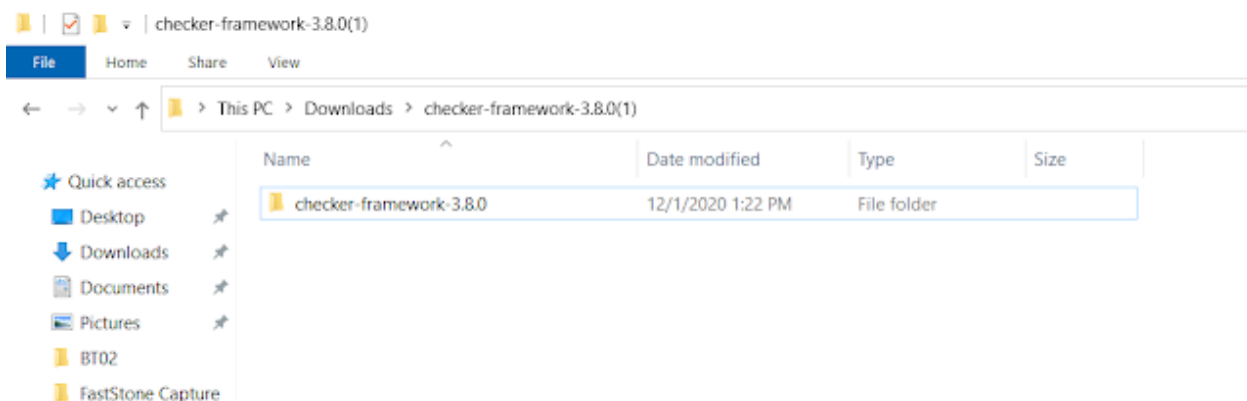 checker-framework-3.8.0(1)
File Home Share View
This PC > Downloads > checker-framework-3.8.0(1)
Name Date modified Type Size
Quick access
checker-framework-3.8.0 12/1/2020 1:22 PM File folder
Desktop
Downloads
Documents
Pictures
BT02
FastStone Capture